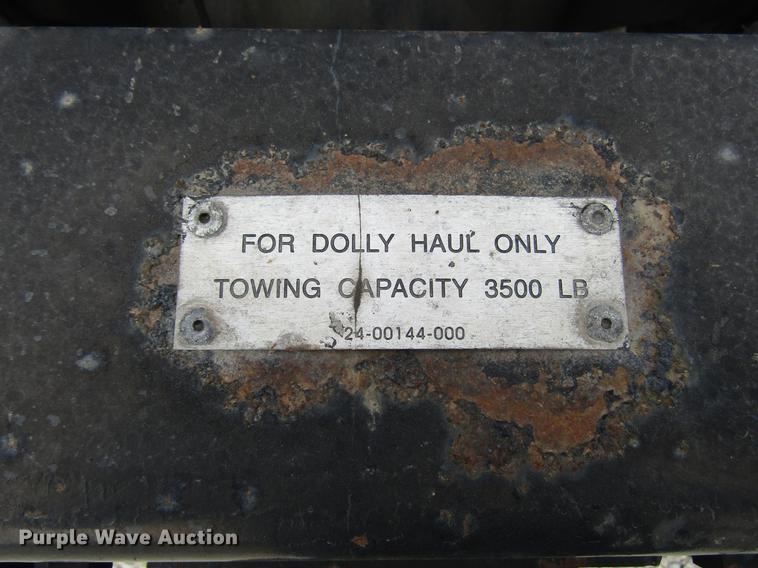 FOR DOLLY HAUL ONLY
TOWING CAPACITY 3500 LB
24-00144-000
Purple Wave Auction